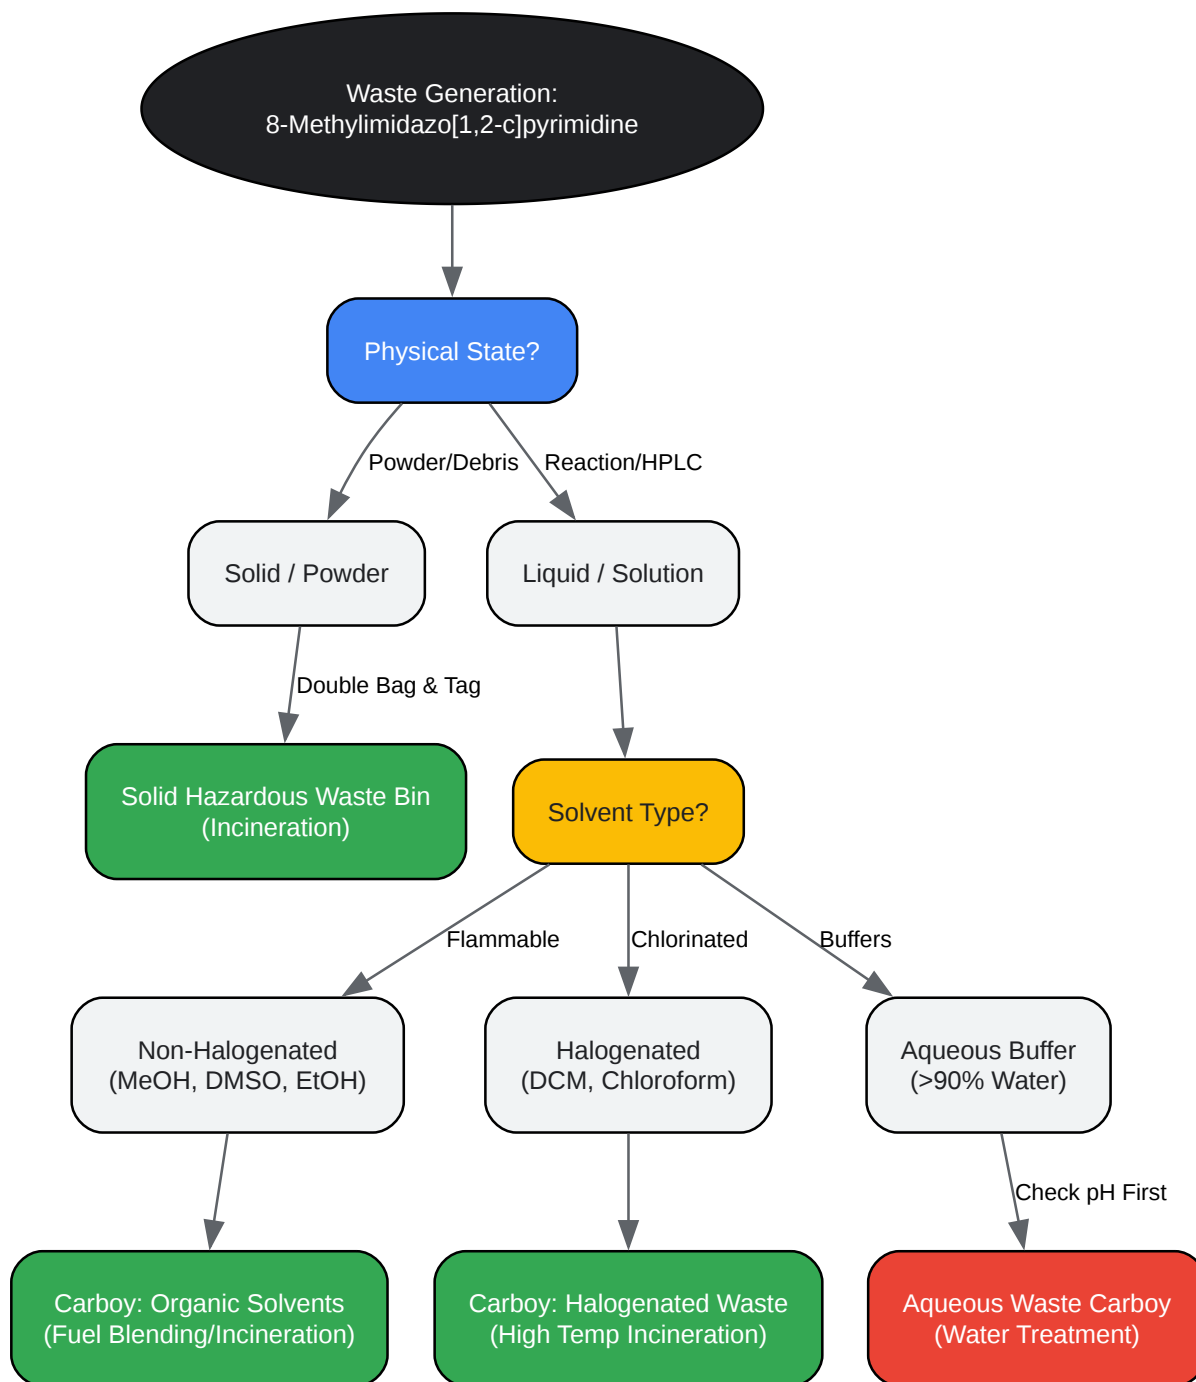 Waste Generation:
8-Methylimidazo[1,2-c]pyrimidine
Physical State?
Powder/Debris
Reaction/HPLC
Solid / Powder
Liquid / Solution
Double Bag & Tag
Solid Hazardous Waste Bin
(Incineration)
Solvent Type?
Flammable
Chlorinated
Buffers
Non-Halogenated
(MeOH, DMSO, EtOH)
Halogenated
(DCM, Chloroform)
Aqueous Buffer
(>90% Water)
Check pH First
Carboy: Organic Solvents
(Fuel Blending/Incineration)
Carboy: Halogenated Waste
(High Temp Incineration)
Aqueous Waste Carboy
(Water Treatment)